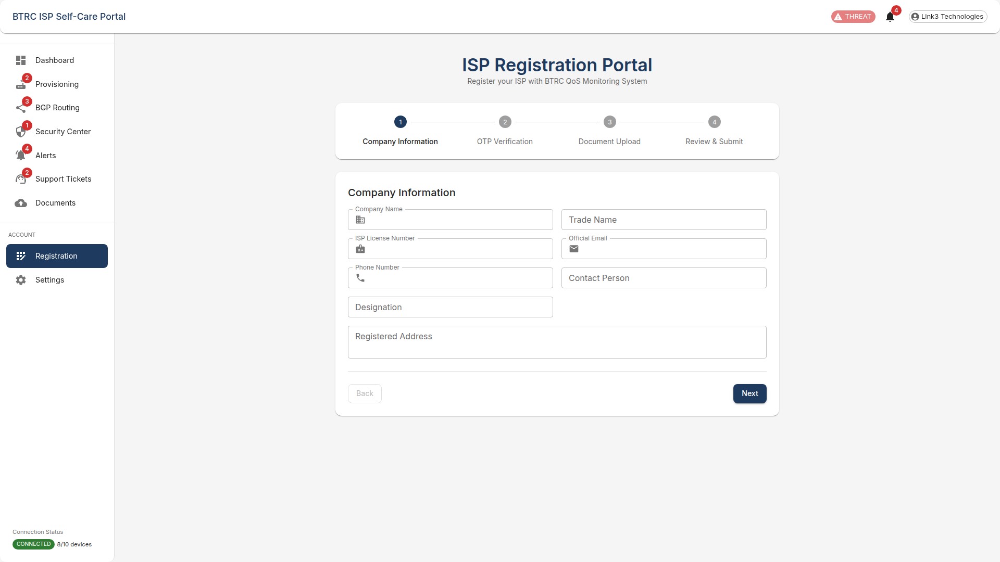 BTRC ISP Self-Care Portal
THREAT
4
Link3 Technologies
Dashboard
2
Provisioning
3
BGP Routing
1
Security Center
4
Alerts
2
Support Tickets
Documents
ACCOUNT
Registration
Settings
Connection Status
CONNECTED 8/10 devices
ISP Registration Portal
Register your ISP with BTRC QoS Monitoring System
1
Company Information
2
OTP Verification
3
Document Upload
4
Review & Submit
Company Information
Company Name
Trade Name
ISP License Number
Official Email
Phone Number
Contact Person
Designation
Registered Address
Back
Next